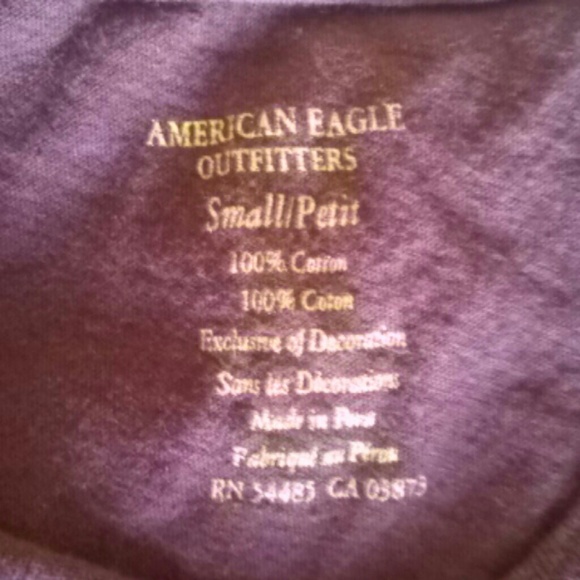 AMERICAN EAGLE
OUTFITTERS
Small/Petit
100% Cotton
100% Coton
Exclusive of Decoration
Sans les Décorations
Made in Peru
Fabriqué au Pérou
RN 54485 CA 03873